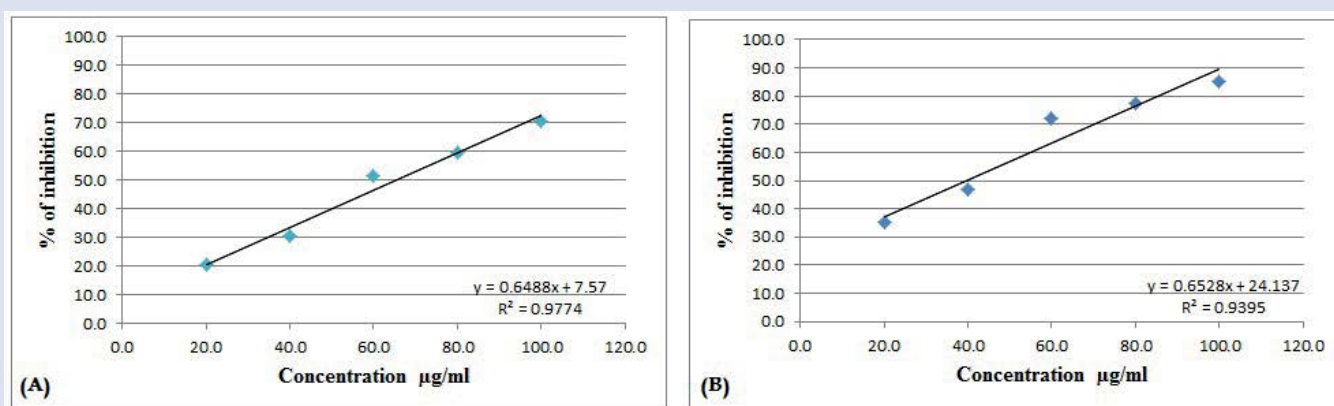 100.0
90.0
80.0
70.0
60.0
50.0
40.0
30.0
20.0
10.0
0.0
% of inhibition
y = 0.6488x + 7.57
R² = 0.9774
0.0 20.0 40.0 60.0 80.0 100.0 120.0
Concentration µg/ml
(A)
100.0
90.0
80.0
70.0
60.0
50.0
40.0
30.0
20.0
10.0
0.0
% of inhibition
y = 0.6528x + 24.137
R² = 0.9395
0.0 20.0 40.0 60.0 80.0 100.0 120.0
Concentration µg/ml
(B)